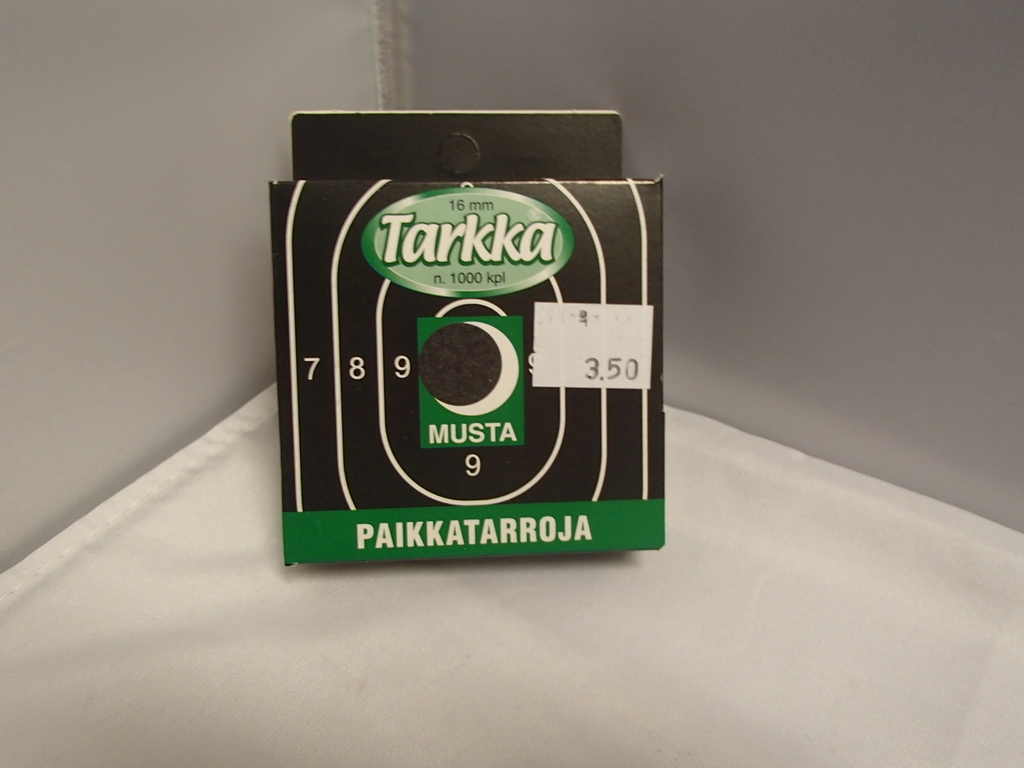 16 mm
Tarkka®
n. 1000 kpl
7 8 9
3.50
MUSTA
9
PAIKKATARROJA